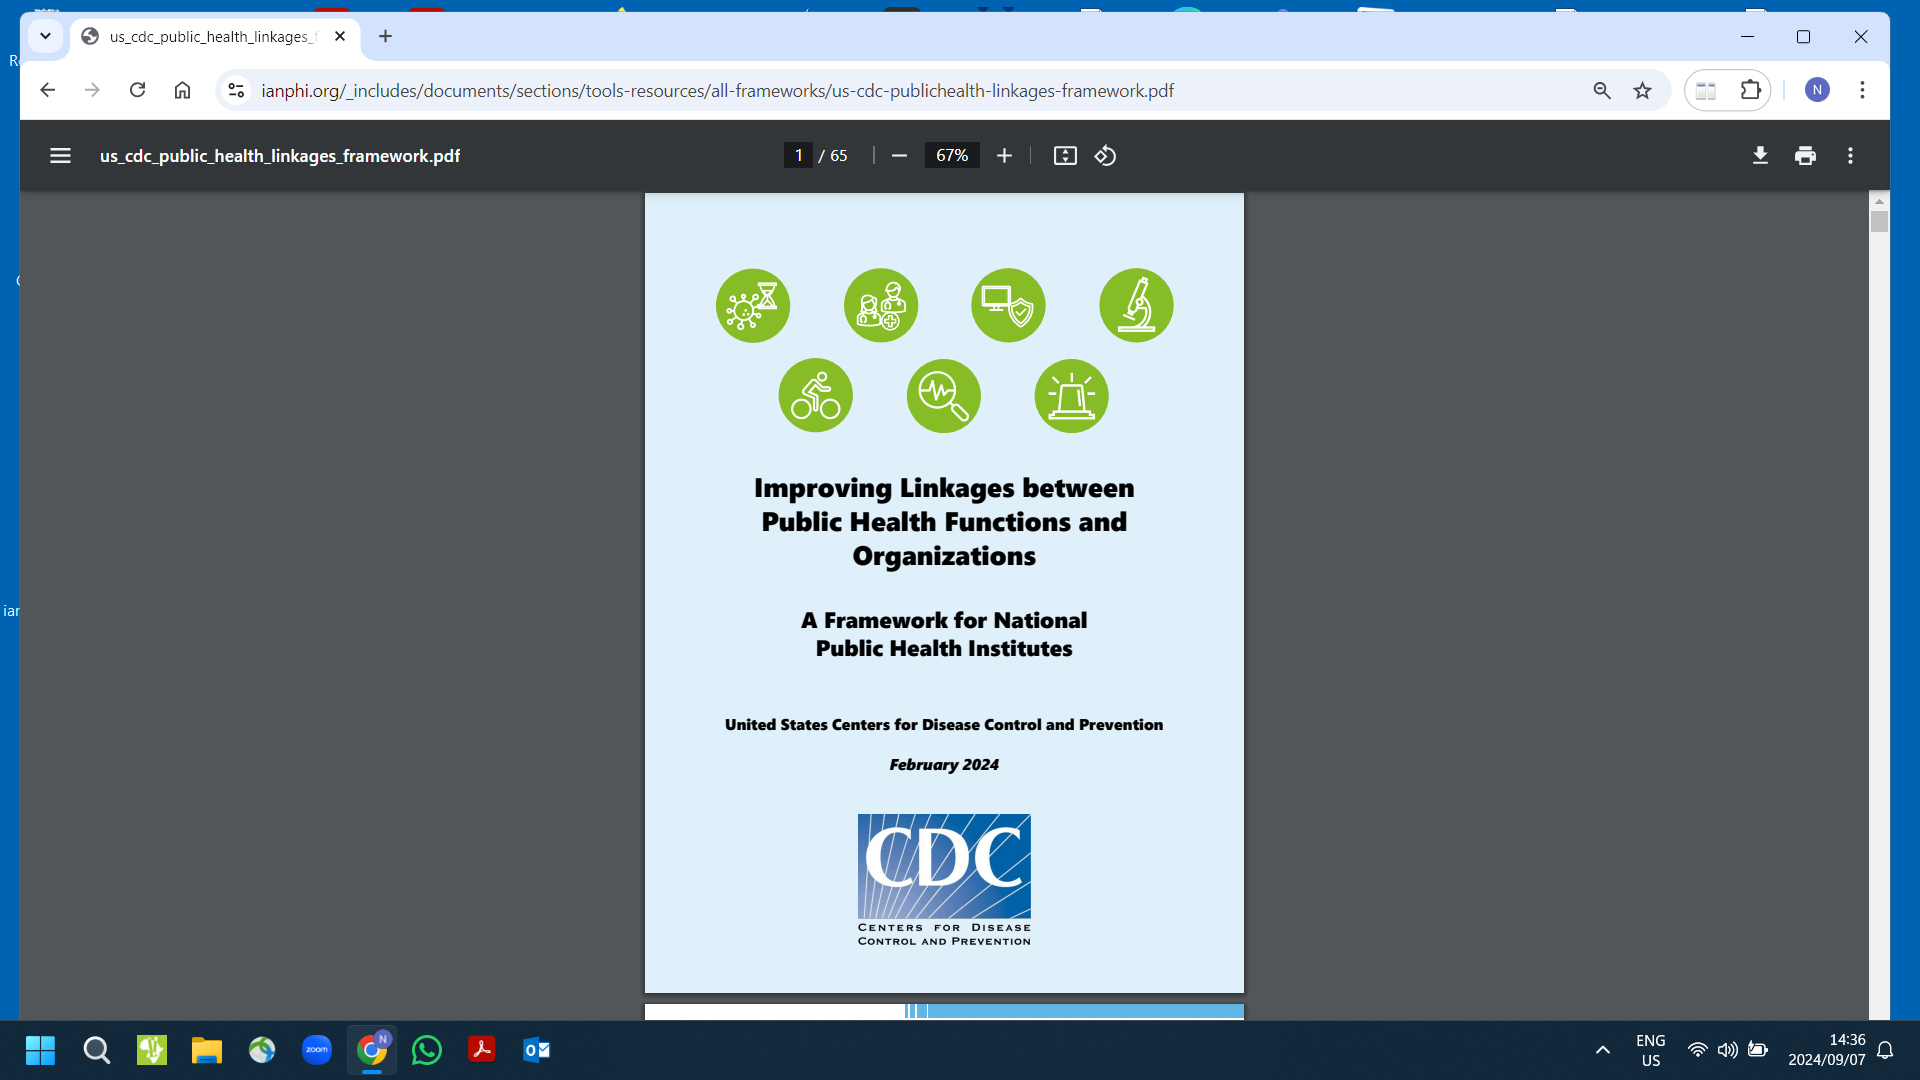 us_cdc_public_health_linkages_f
ianphi.org/_includes/documents/sections/tools-resources/all-frameworks/us-cdc-publichealth-linkages-framework.pdf
N
us_cdc_public_health_linkages_framework.pdf
1 / 65
67%
Improving Linkages between
Public Health Functions and
Organizations
A Framework for National
Public Health Institutes
United States Centers for Disease Control and Prevention
February 2024
CDC
CENTERS FOR DISEASE
CONTROL AND PREVENTION
ian
zoom
N
ENG
US
14:36
2024/09/07